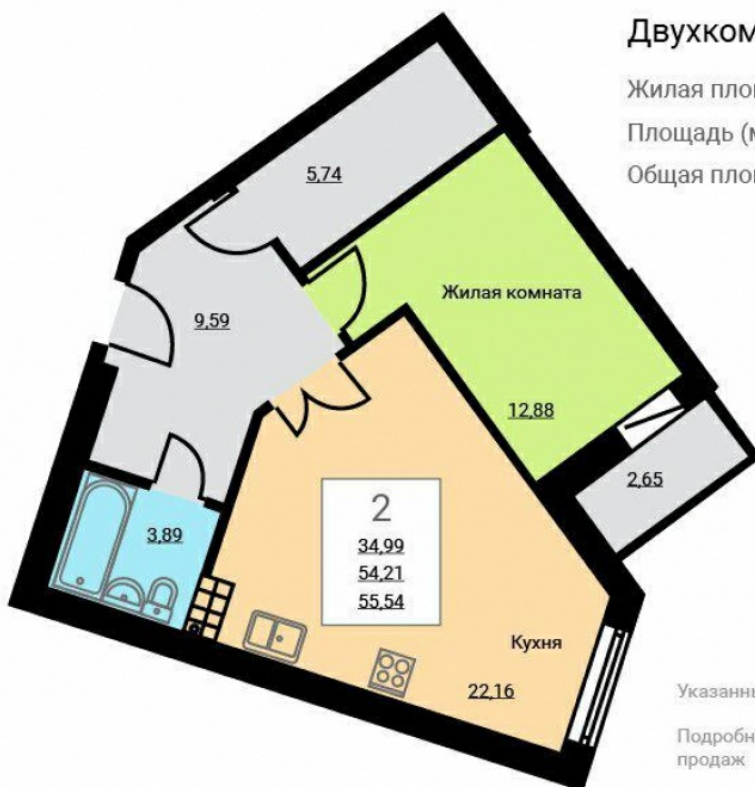 Двухком
Жилая пло
Площадь (
Общая пло
5,74
9,59
Жилая комната
12,88
2,65
3,89
2
34,99
54,21
55,54
Кухня
22,16
Указанн
Подробн
продаж